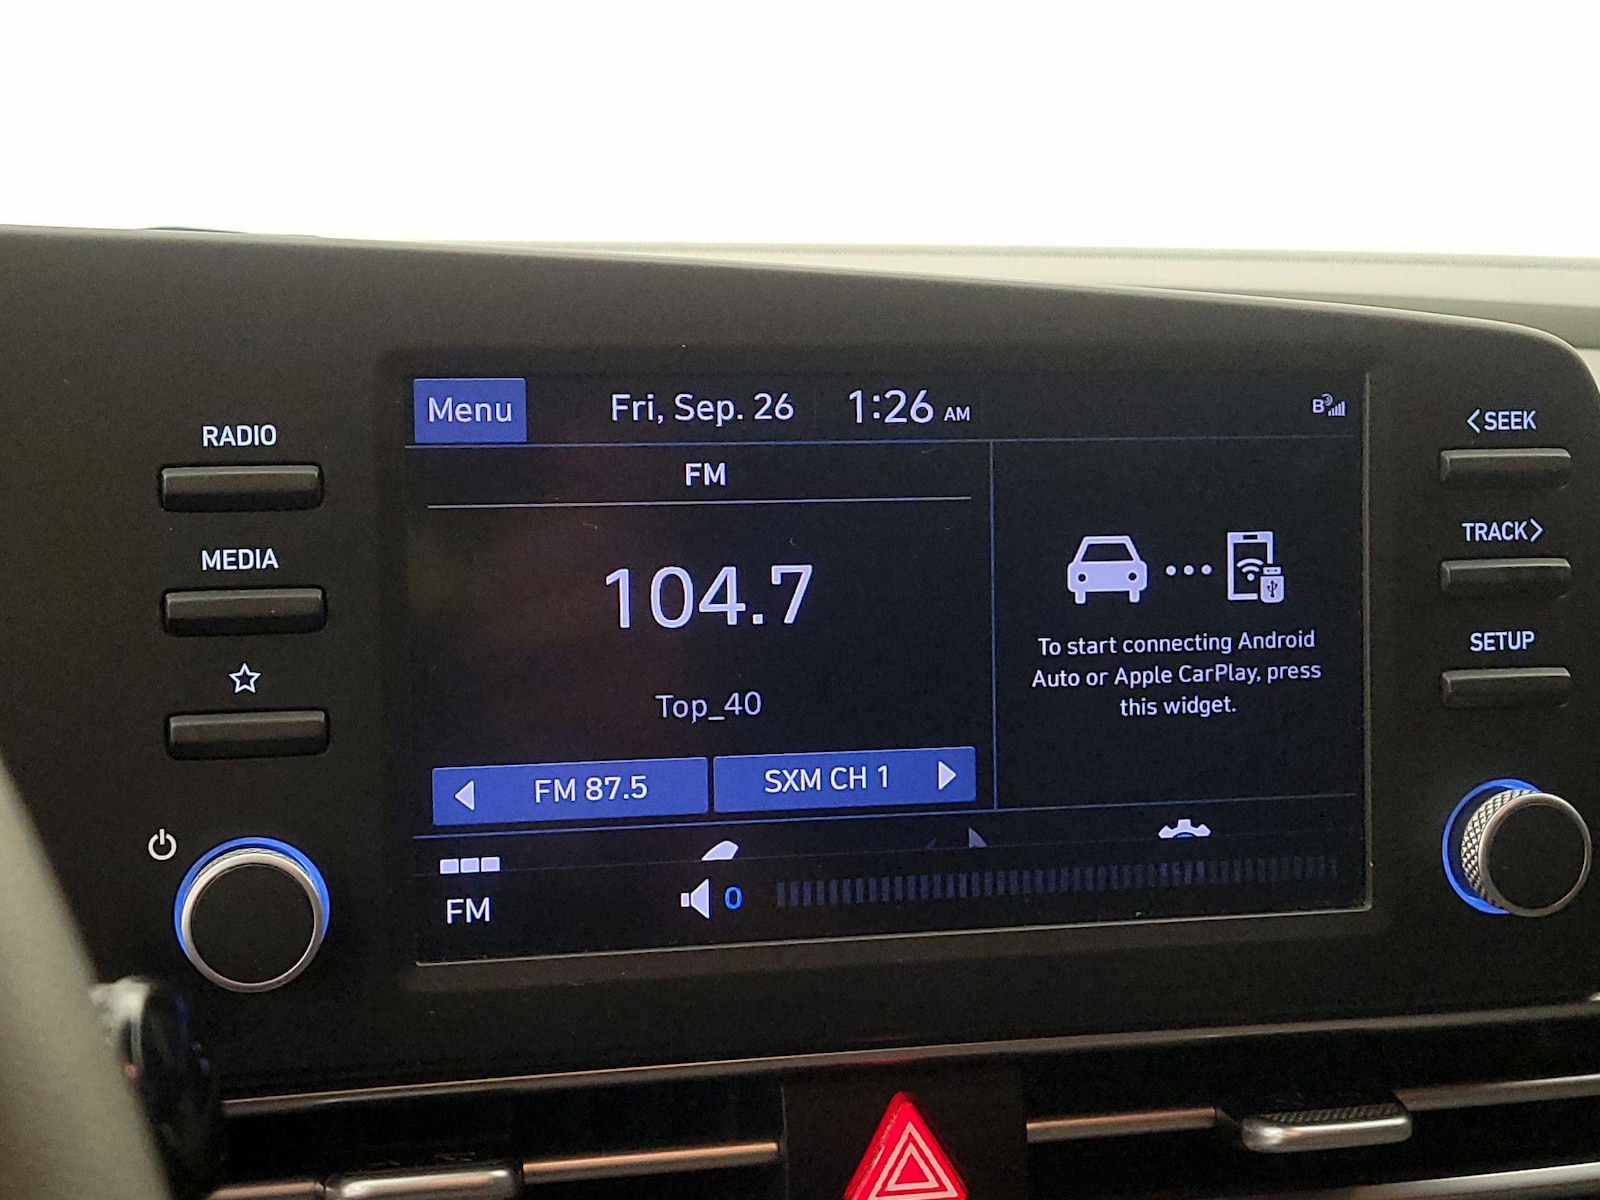 RADIO
MEDIA
Menu
Fri, Sep. 26
1:26 AM
B
FM
104.7
Top_40
FM 87.5
SXM CH 1
To start connecting Android
Auto or Apple CarPlay, press
this widget.
FM
0
<SEEK
TRACK>
SETUP